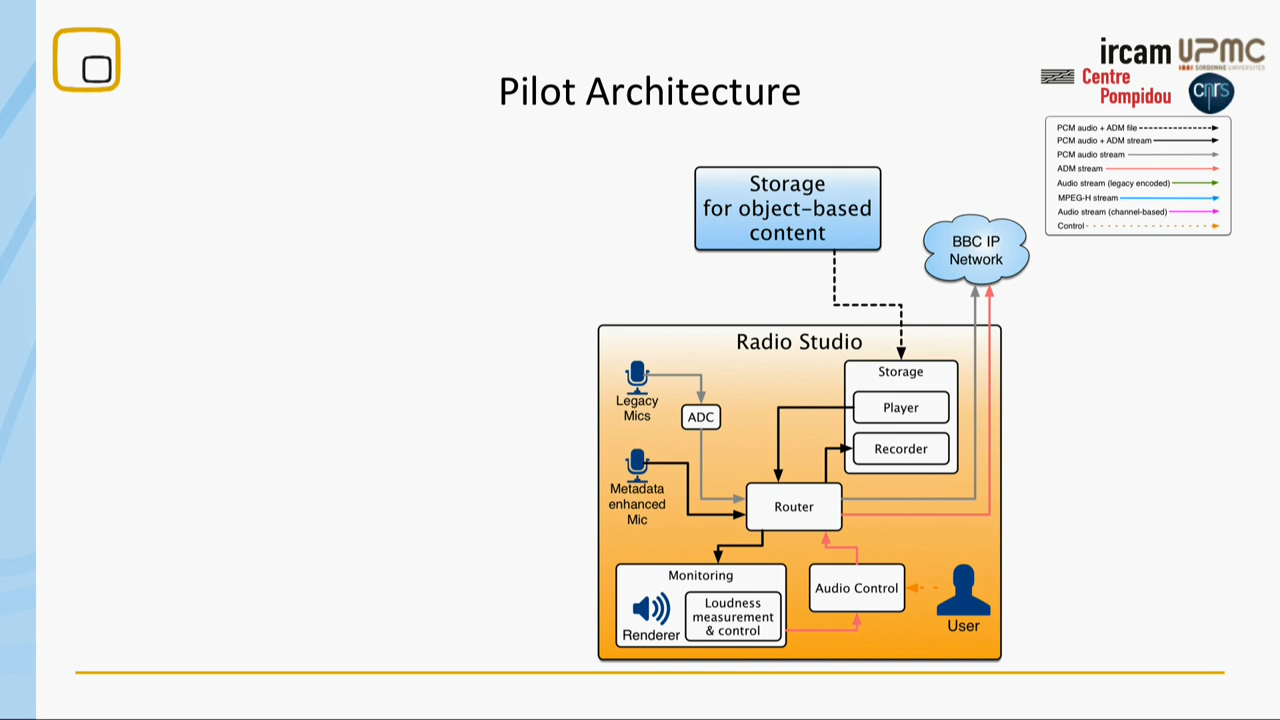 Pilot Architecture
ircam
UPMC
SORBONNE UNIVERSITÉS
Centre
Pompidou
cnrs
PCM audio + ADM file
PCM audio + ADM stream
PCM audio stream
ADM stream
Audio stream (legacy encoded)
MPEG-H stream
Audio stream (channel-based)
Control
Storage
for object-based
content
BBC IP
Network
Radio Studio
Legacy
Mics
ADC
Storage
Player
Recorder
Metadata
enhanced
Mic
Router
Monitoring
Renderer
Loudness
measurement
& control
Audio Control
User